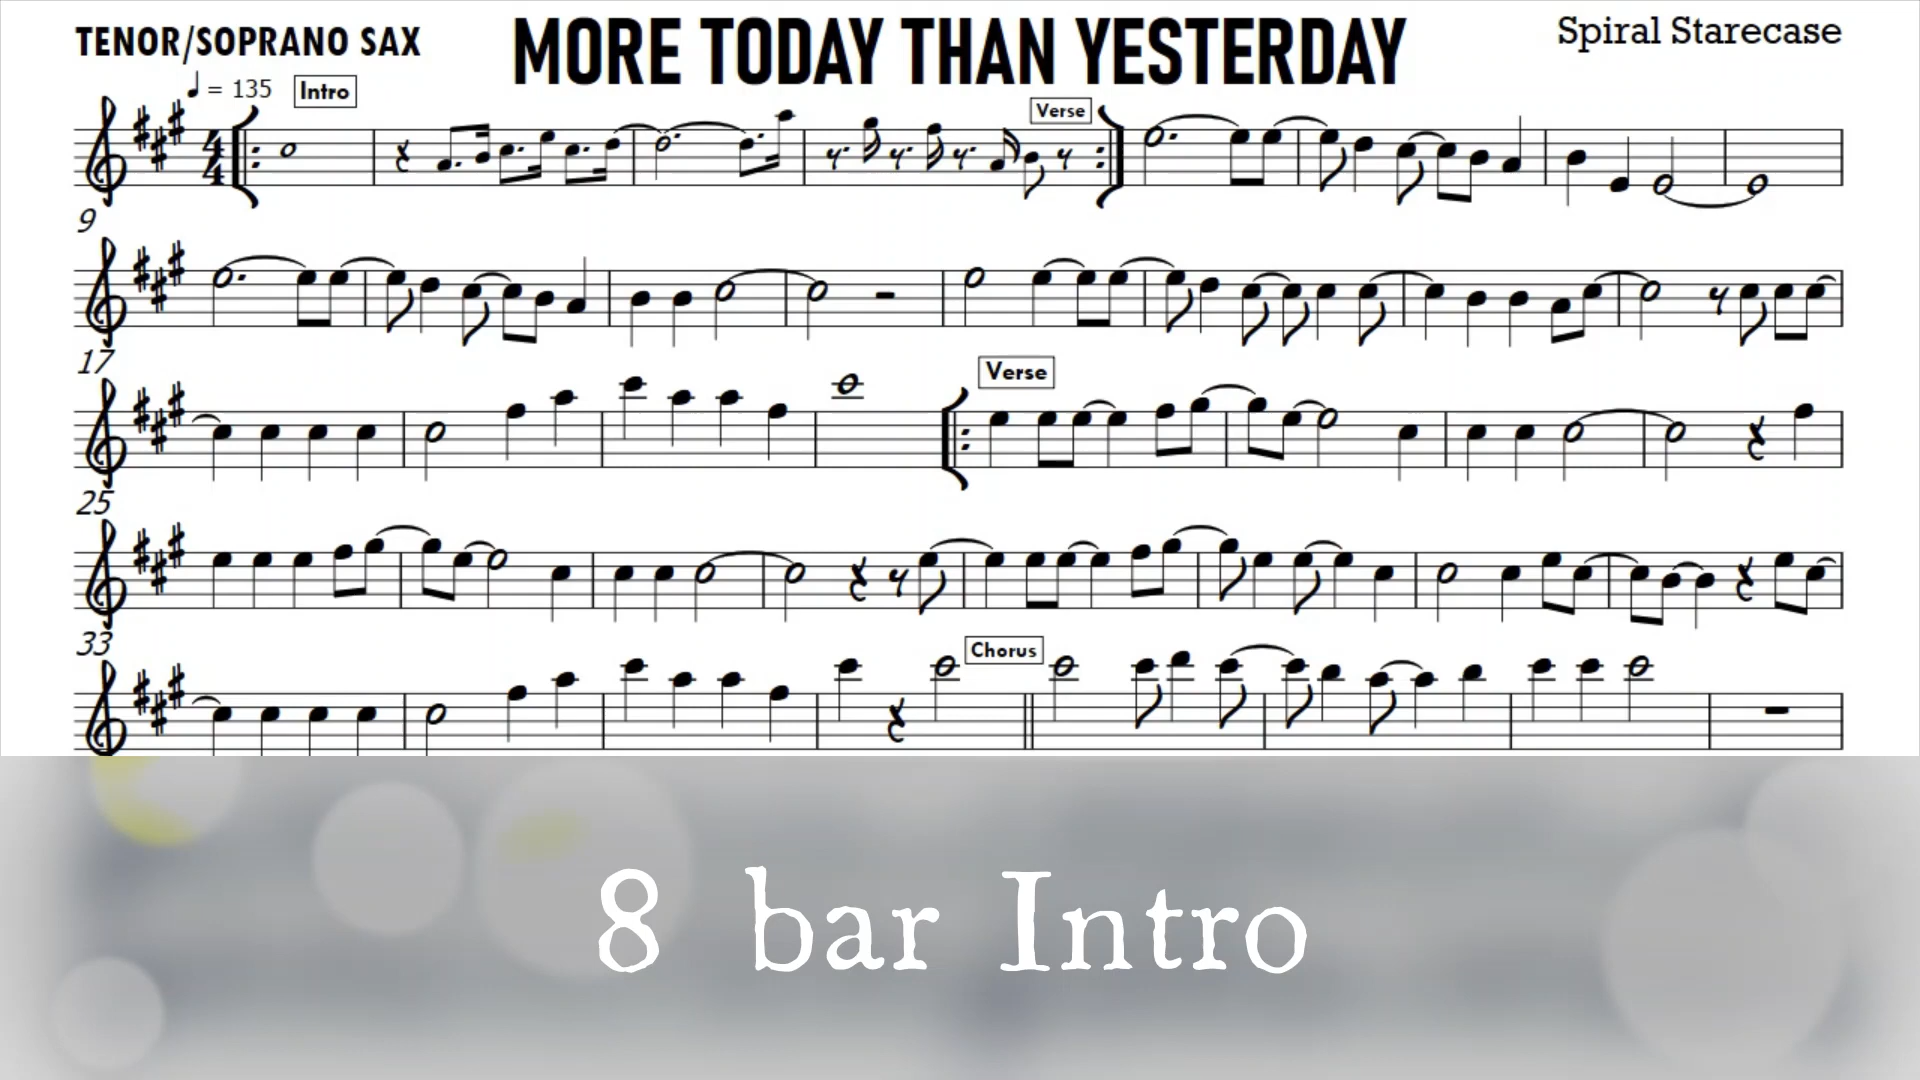 TENOR/SOPRANO SAX
MORE TODAY THAN YESTERDAY
Spiral Starecase
♩ = 135
Intro
Verse
4
4
9
17
Verse
25
33
Chorus
8 bar Intro